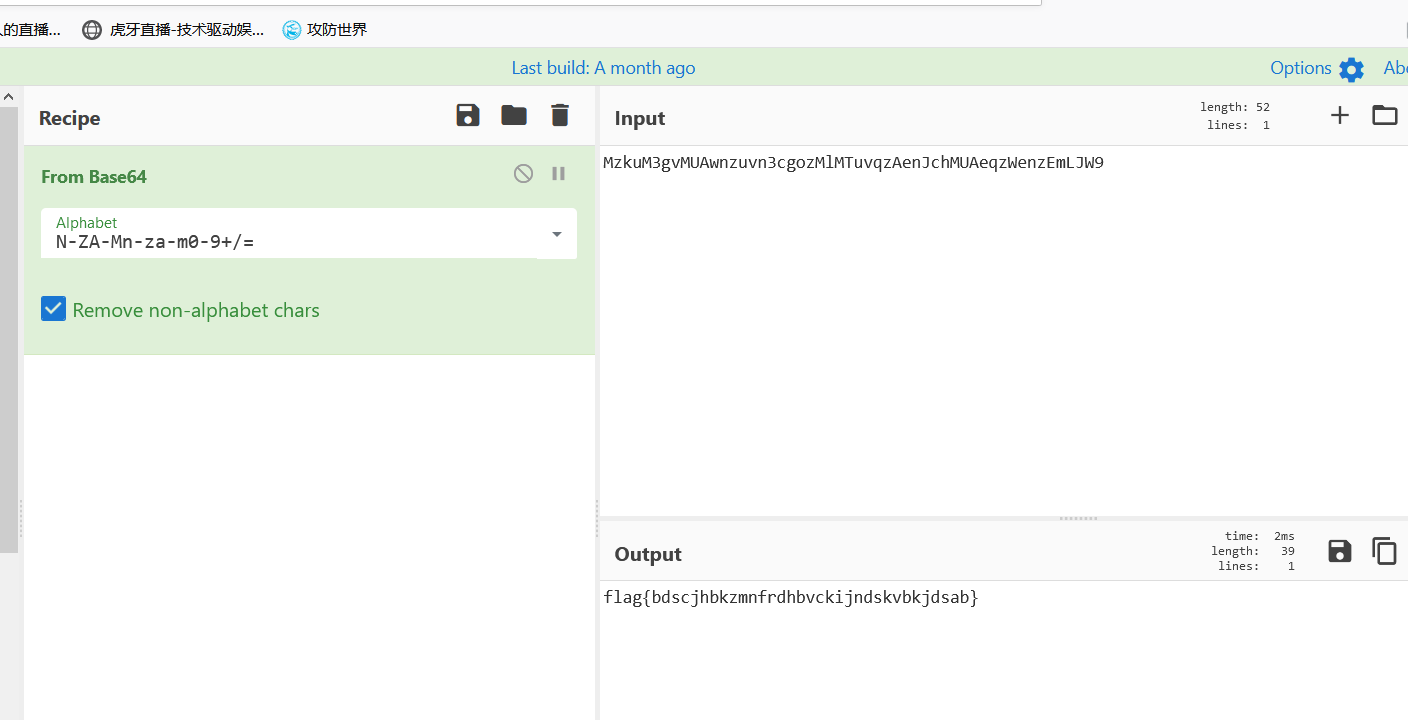 人的直播... 虎牙直播-技术驱动娱... 攻防世界
Last build: A month ago Options
Recipe
From Base64
Alphabet
N-ZA-Mn-za-m0-9+/=
Remove non-alphabet chars
Input
length: 52
lines: 1
MzkuM3gvMUAwnzuvn3cgozMlMTuvqzAenJchMUAeqzWenzEmLJW9
Output
time: 2ms
length: 39
lines: 1
flag{bdscjhbkzmnfrdhbvckijndskvbkjdsab}